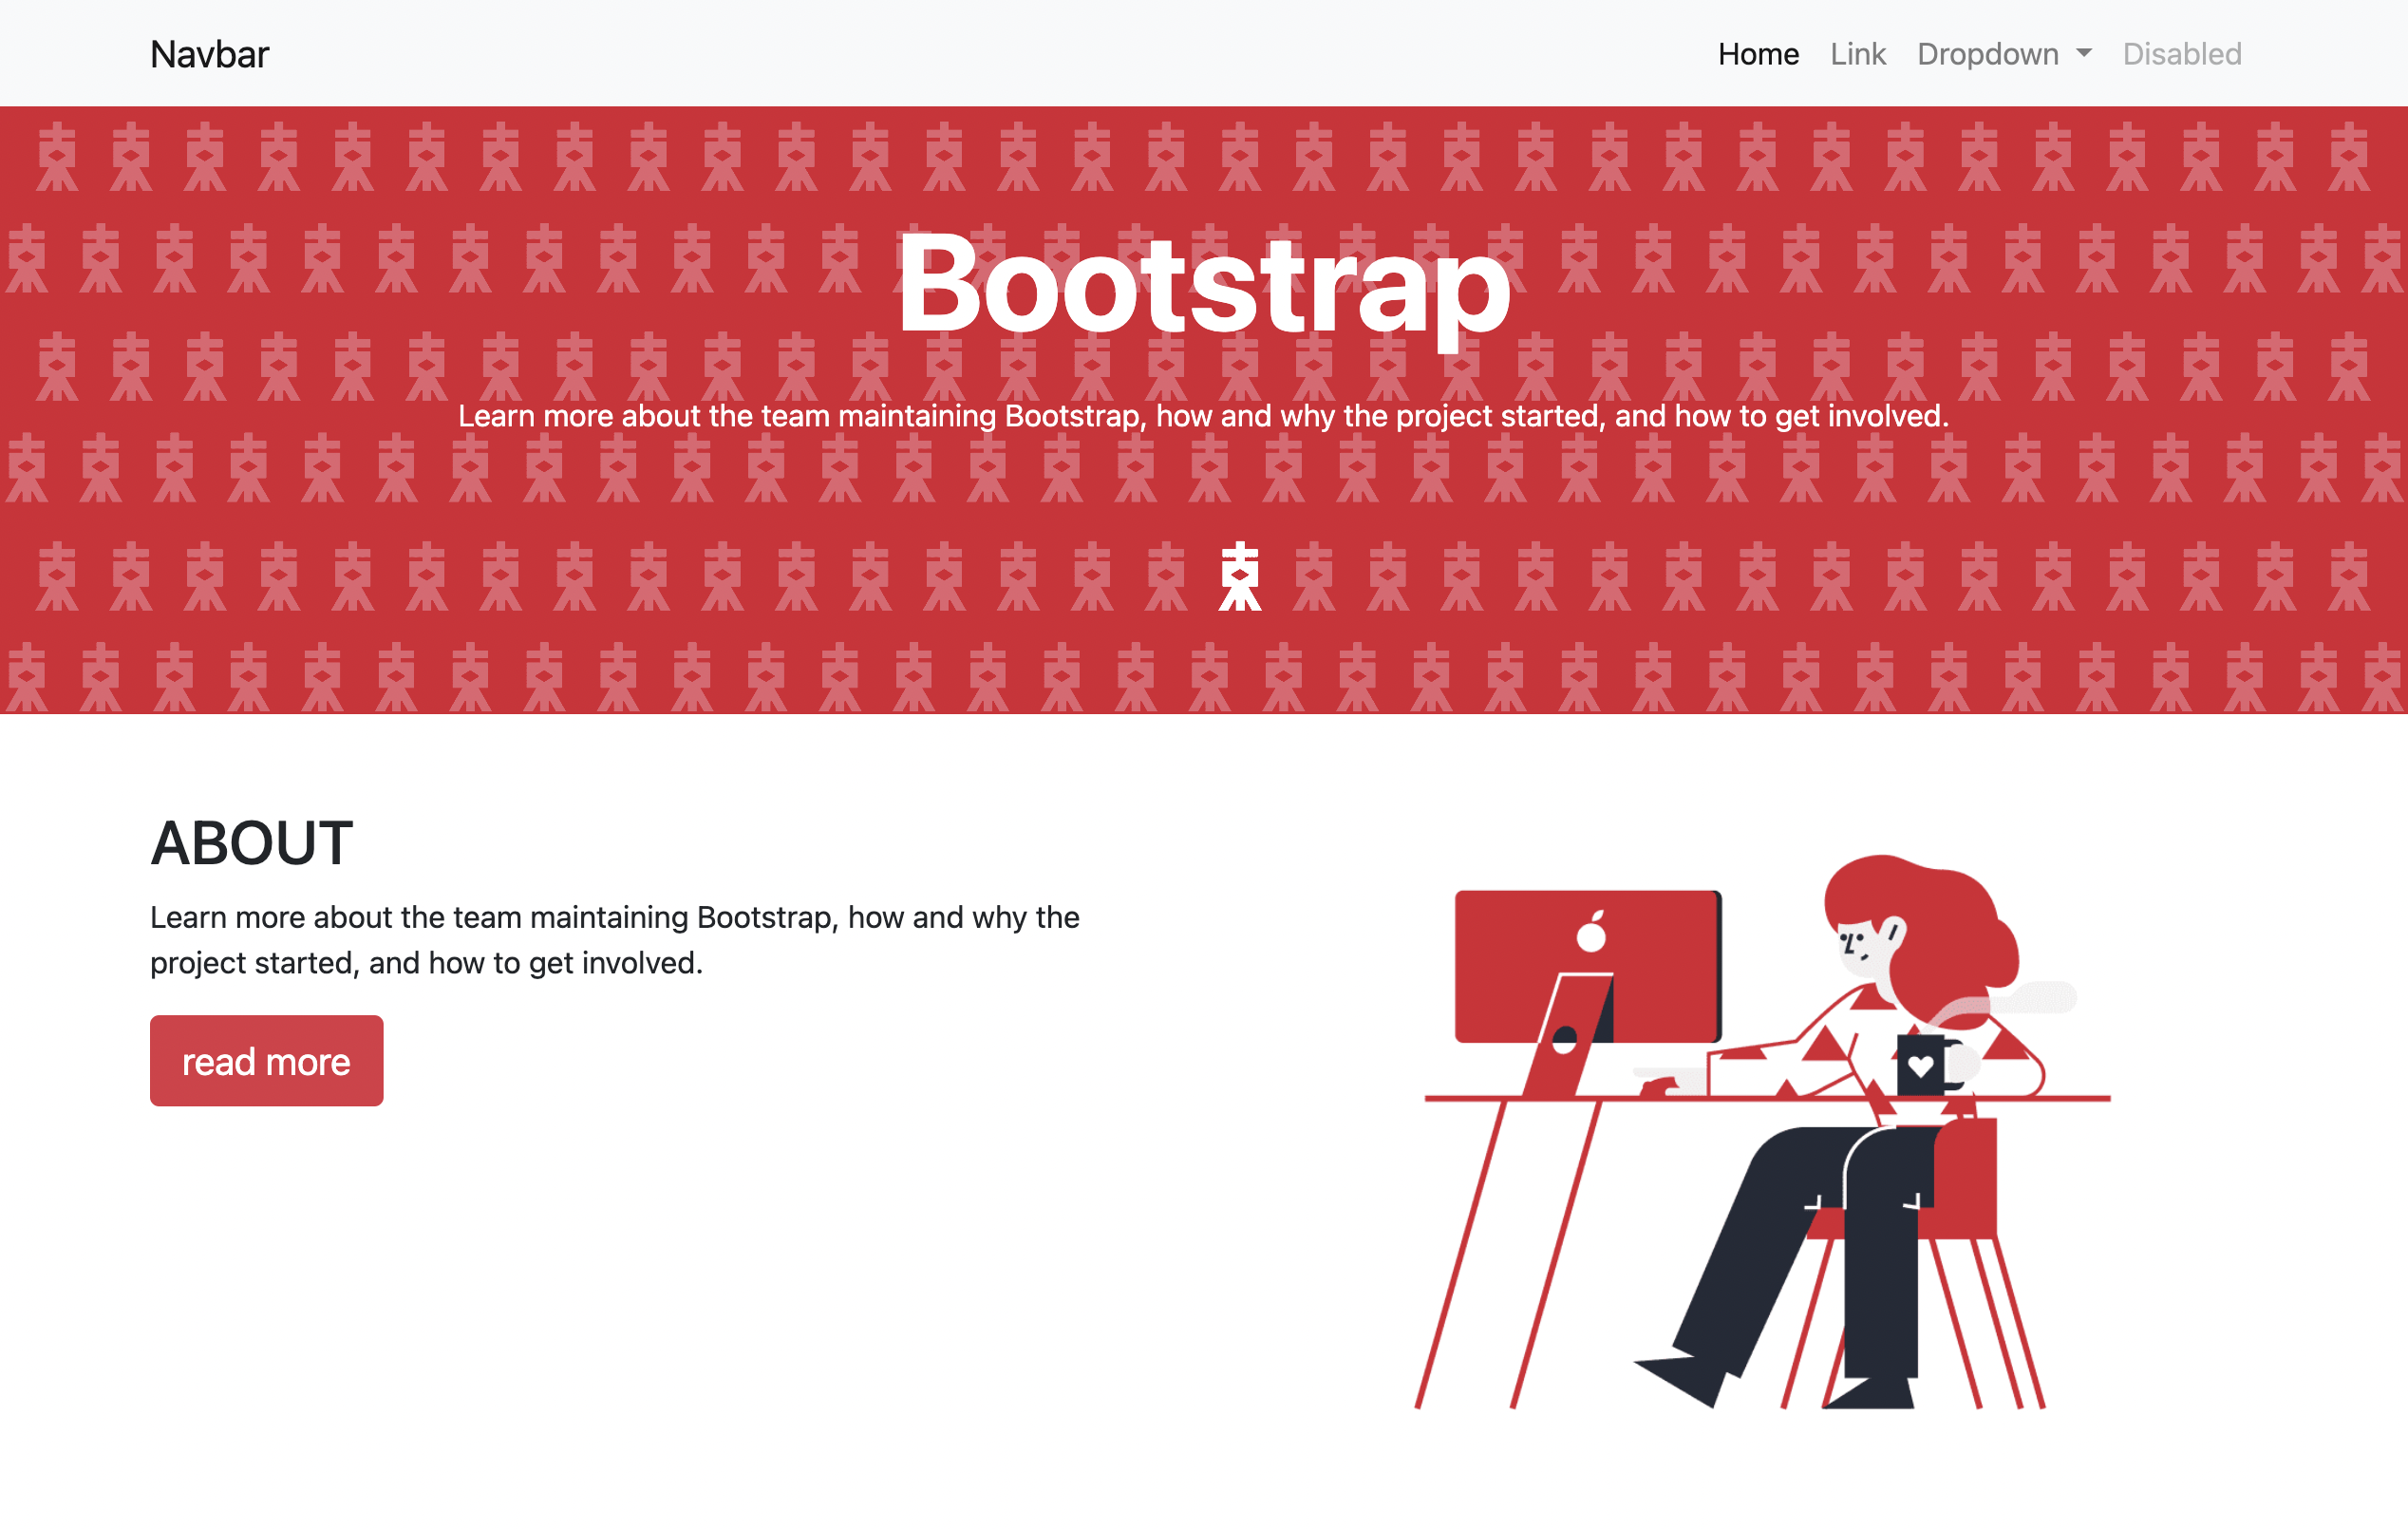 Navbar
Home Link Dropdown Disabled
Bootstrap
Learn more about the team maintaining Bootstrap, how and why the project started, and how to get involved.
ABOUT
Learn more about the team maintaining Bootstrap, how and why the
project started, and how to get involved.
read more